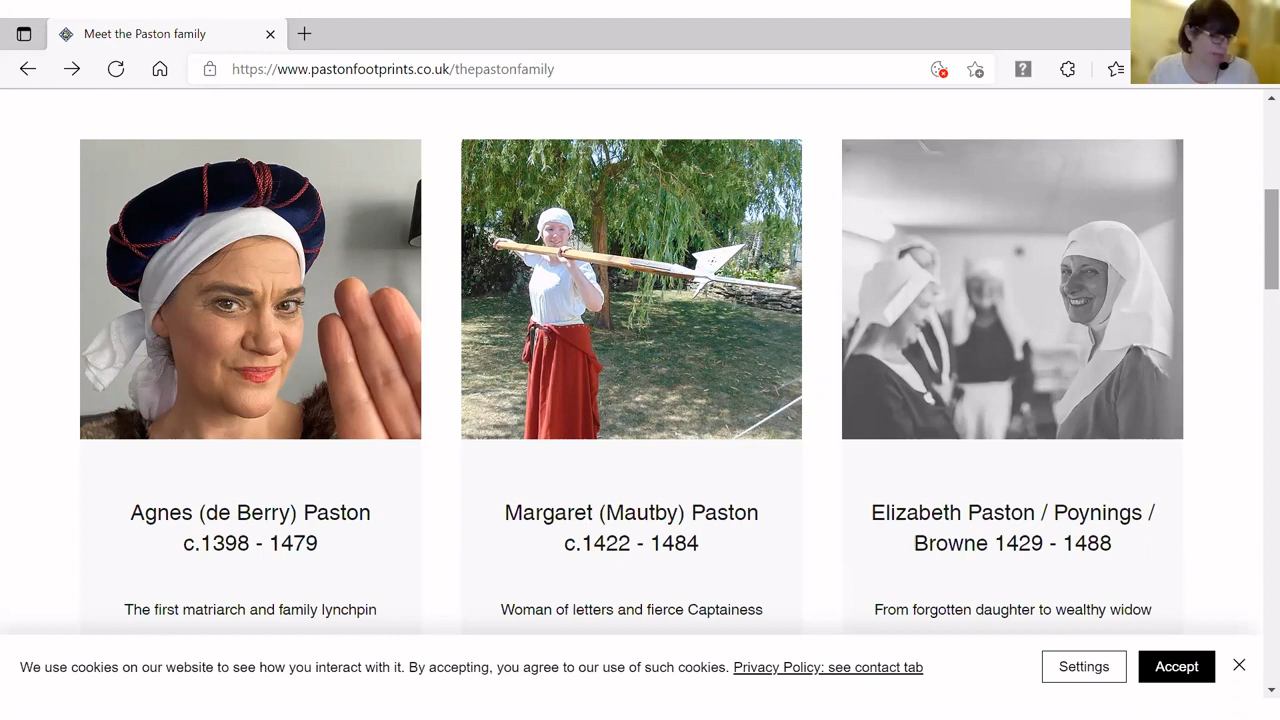 Meet the Paston family
https://www.pastonfootprints.co.uk/thepastonfamily
Agnes (de Berry) Paston
c.1398 - 1479
The first matriarch and family lynchpin
Margaret (Mautby) Paston
c.1422 - 1484
Woman of letters and fierce Captainess
Elizabeth Paston / Poynings /
Browne 1429 - 1488
From forgotten daughter to wealthy widow
We use cookies on our website to see how you interact with it. By accepting, you agree to our use of such cookies. Privacy Policy: see contact tab
Settings
Accept